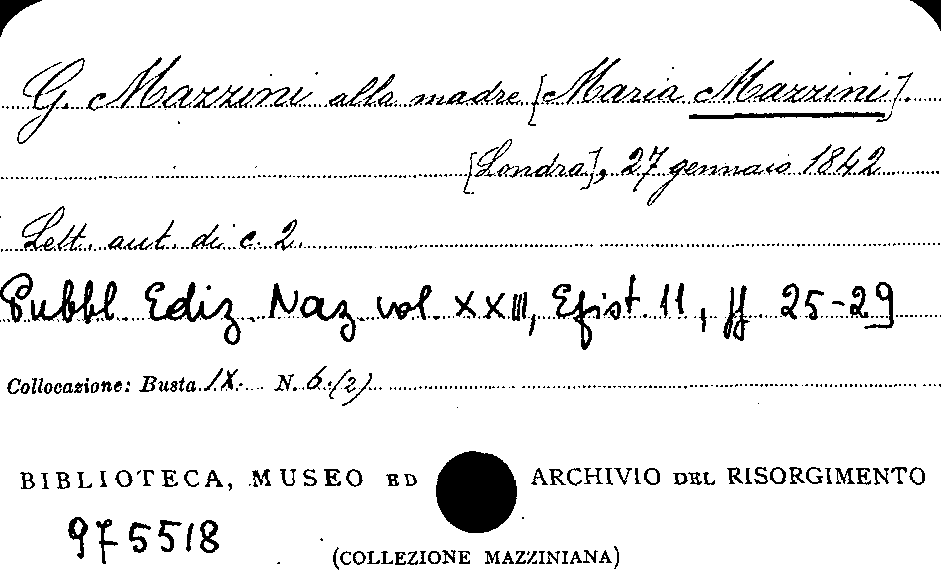 G. Mazzini alla madre [Maria Mazzini].
[Londra], 27 gennaio 1842
Lett. aut. di c. 2.
Pubbl. Ediz. Naz. vol. XXIII, Epist. 11, pp. 25-29
Collocazione: Busta IX. N. 6.(2)
BIBLIOTECA, MUSEO ED ARCHIVIO DEL RISORGIMENTO
975518
(COLLEZIONE MAZZINIANA)